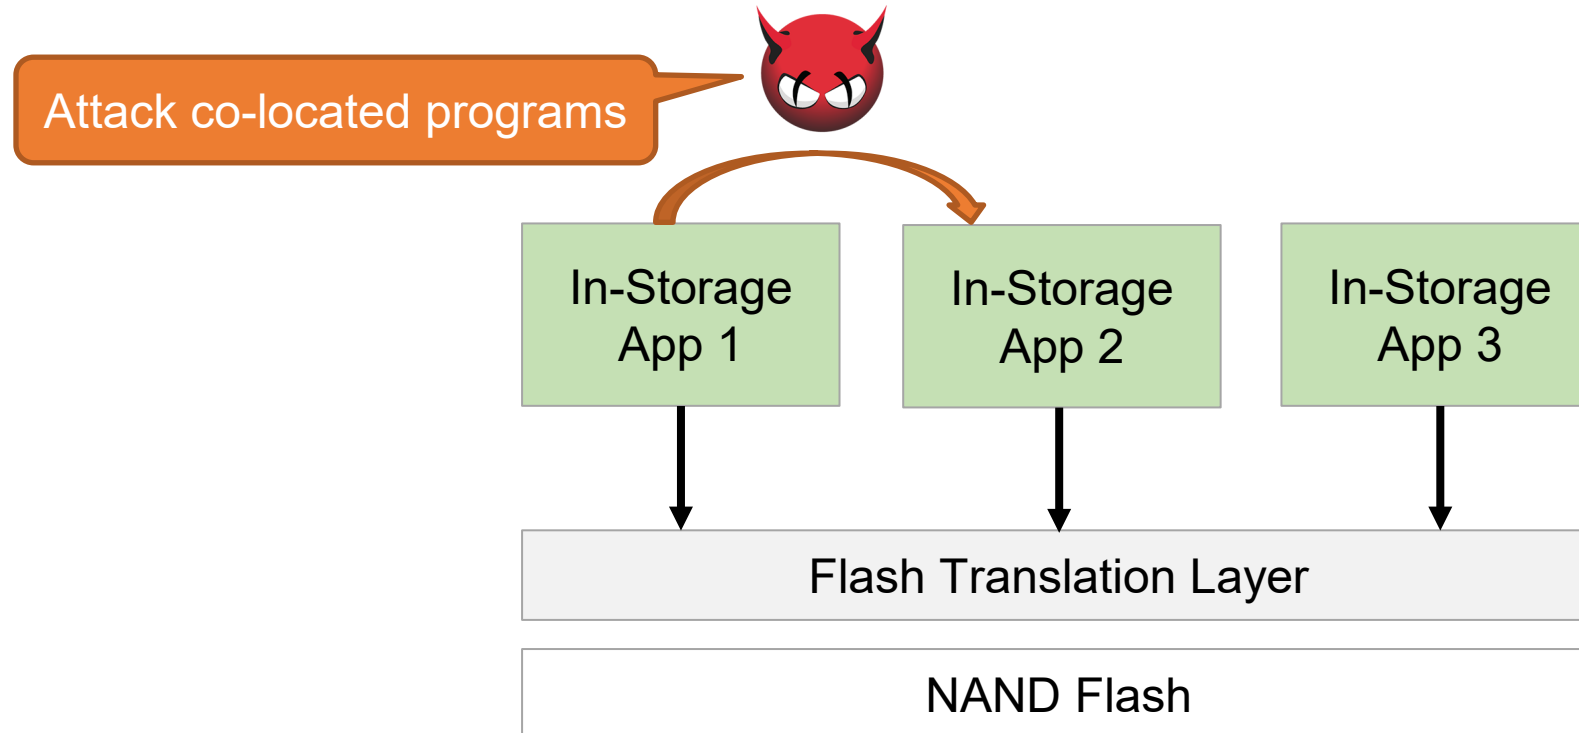 Attack co-located programs
In-Storage
App 1
In-Storage
App 2
In-Storage
App 3
Flash Translation Layer
NAND Flash